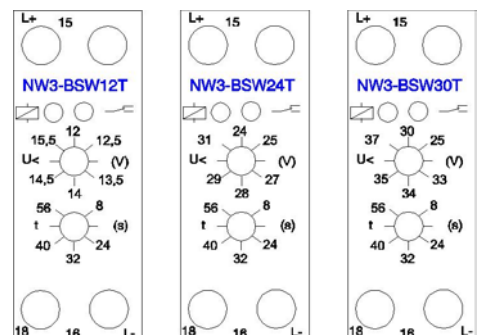 L+ 15
NW3-BSW12T
12
15,5 12,5
U< (V)
14,5 13,5
14
56 8
t (s)
40 24
32
18 16 L-
L+ 15
NW3-BSW24T
24
31 25
U< (V)
29 27
28
56 8
t (s)
40 24
32
18 16 L-
L+ 15
NW3-BSW30T
30
37 25
U< (V)
35 33
34
56 8
t (s)
40 24
32
18 16 L-